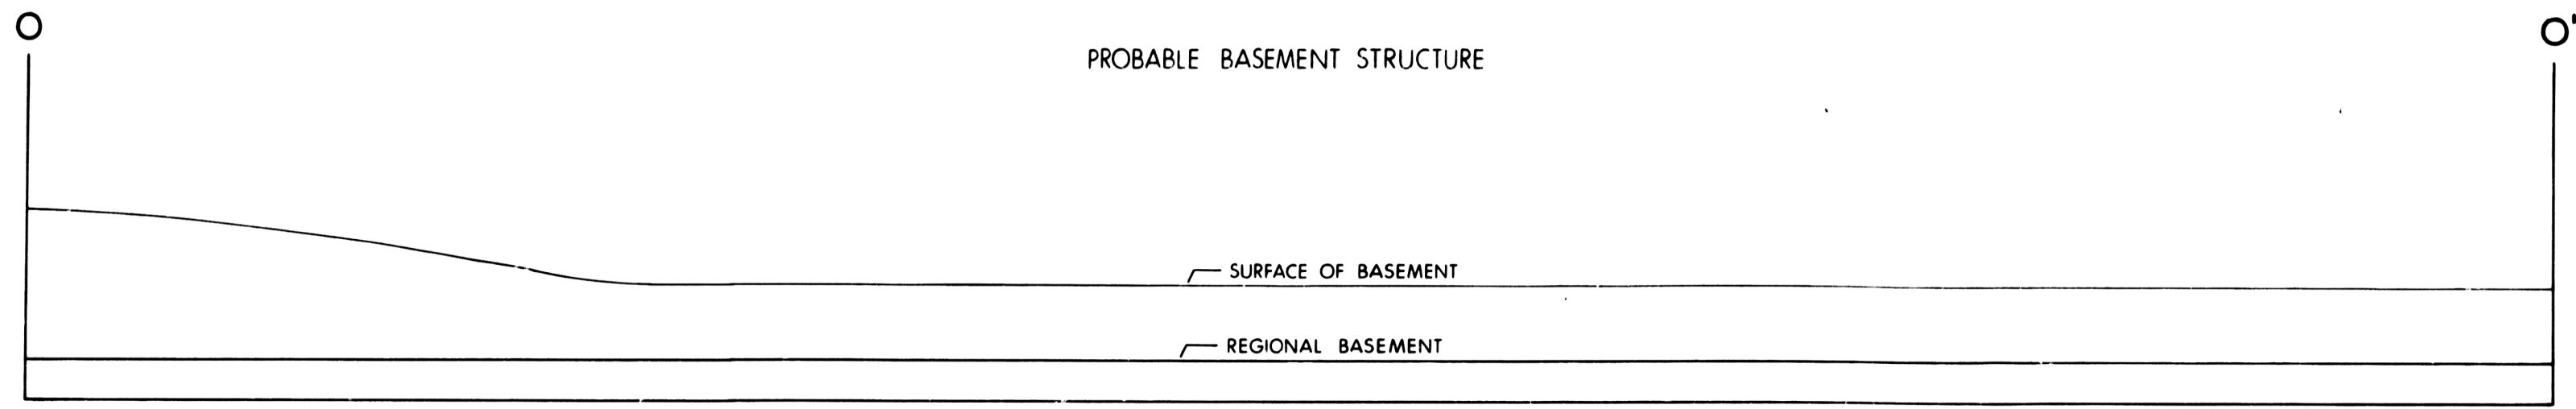 O
O'
PROBABLE BASEMENT STRUCTURE
SURFACE OF BASEMENT
REGIONAL BASEMENT